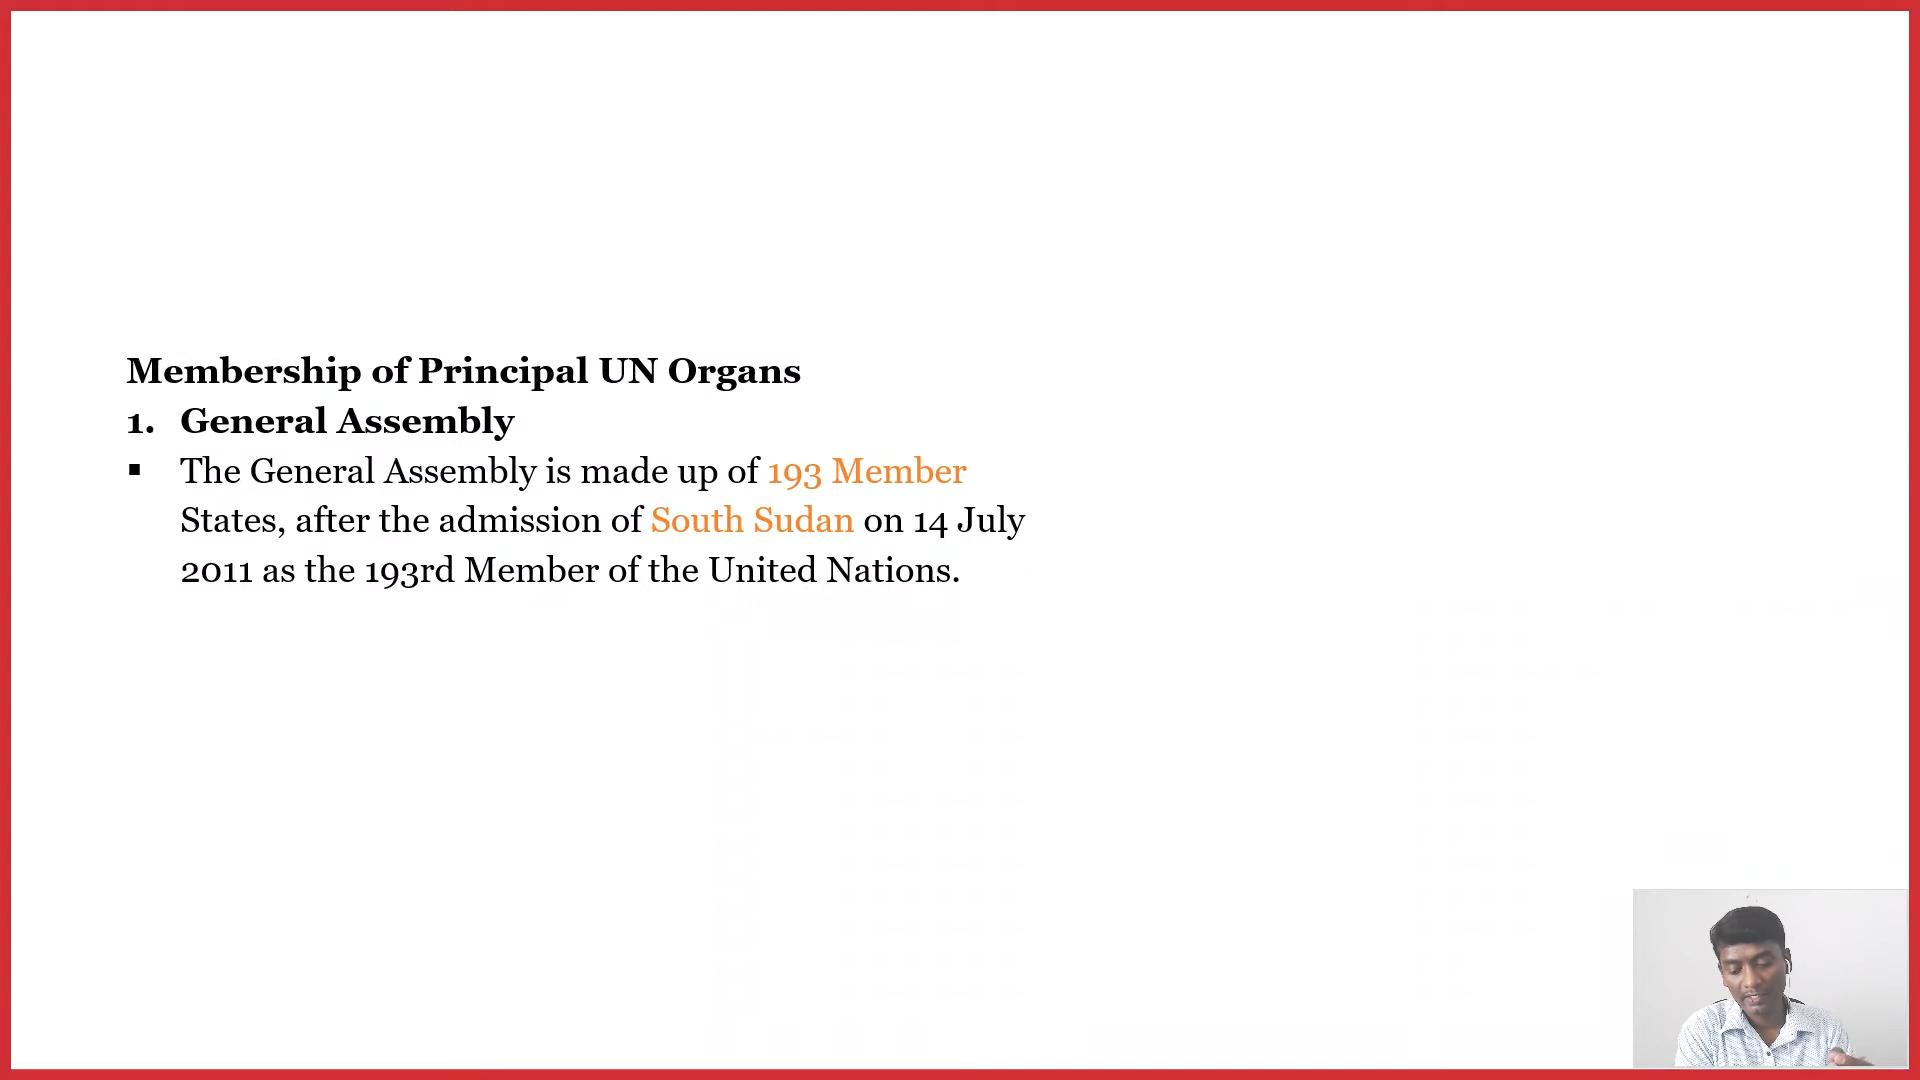 Membership of Principal UN Organs
1. General Assembly
▪ The General Assembly is made up of 193 Member
States, after the admission of South Sudan on 14 July
2011 as the 193rd Member of the United Nations.